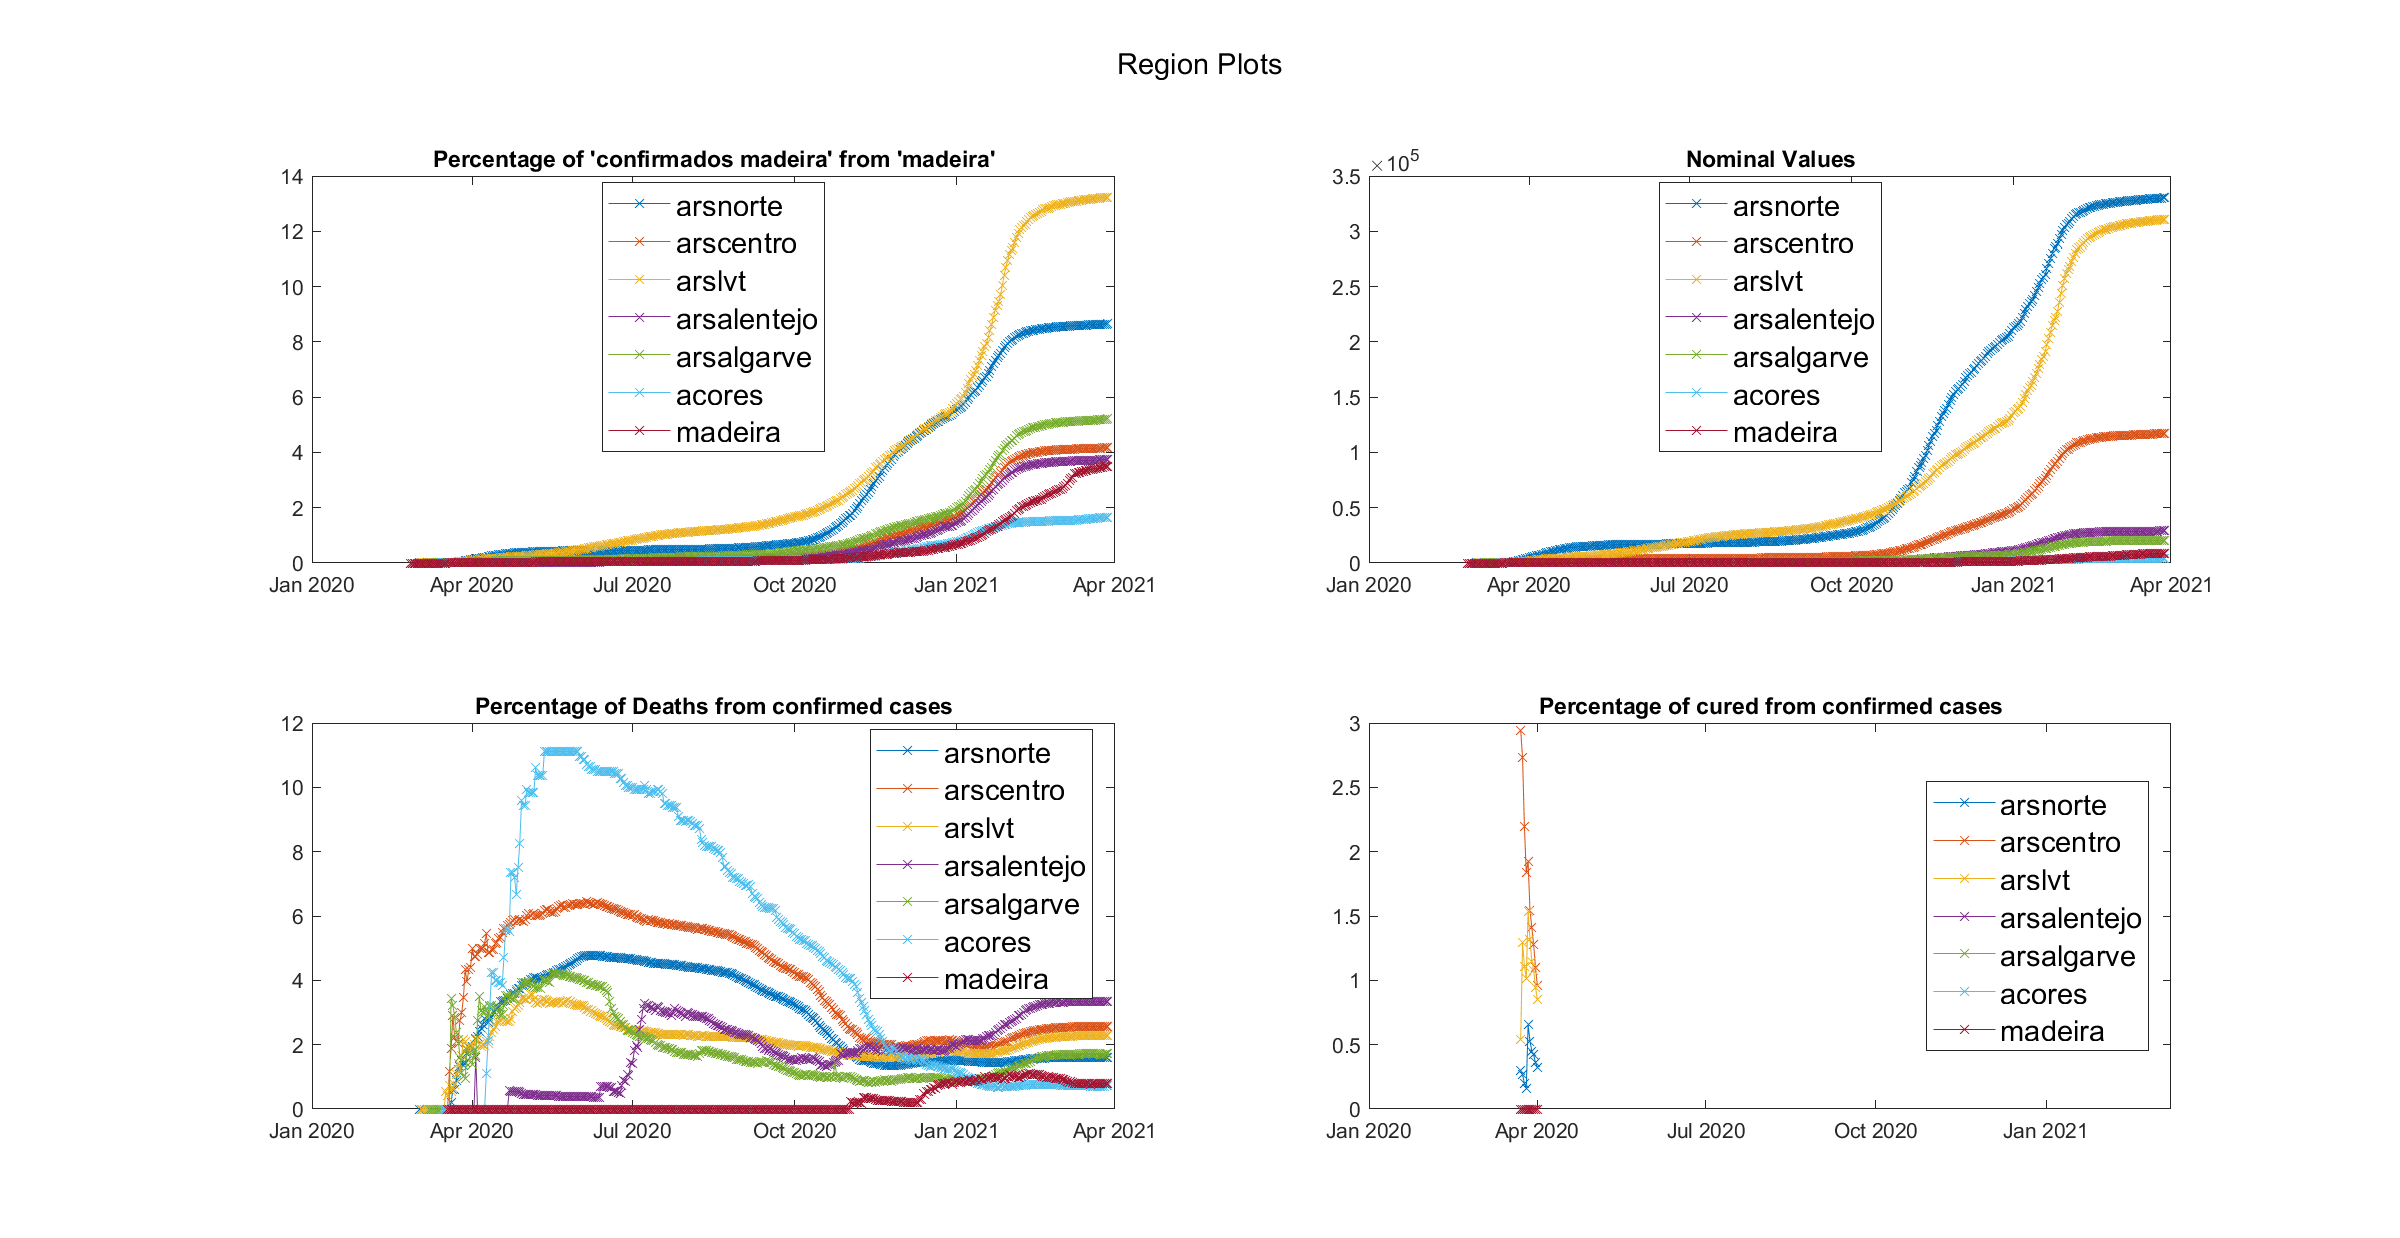 Region Plots
Percentage of 'confirmados madeira' from 'madeira'
14
12
10
8
6
4
2
0
Jan 2020 Apr 2020 Jul 2020 Oct 2020 Jan 2021 Apr 2021
arsnorte
arscentro
arslvt
arsalentejo
arsalgarve
acores
madeira
Nominal Values
×10^5
3.5
3
2.5
2
1.5
1
0.5
0
Jan 2020 Apr 2020 Jul 2020 Oct 2020 Jan 2021 Apr 2021
arsnorte
arscentro
arslvt
arsalentejo
arsalgarve
acores
madeira
Percentage of Deaths from confirmed cases
12
10
8
6
4
2
0
Jan 2020 Apr 2020 Jul 2020 Oct 2020 Jan 2021 Apr 2021
arsnorte
arscentro
arslvt
arsalentejo
arsalgarve
acores
madeira
Percentage of cured from confirmed cases
3
2.5
2
1.5
1
0.5
0
Jan 2020 Apr 2020 Jul 2020 Oct 2020 Jan 2021
arsnorte
arscentro
arslvt
arsalentejo
arsalgarve
acores
madeira